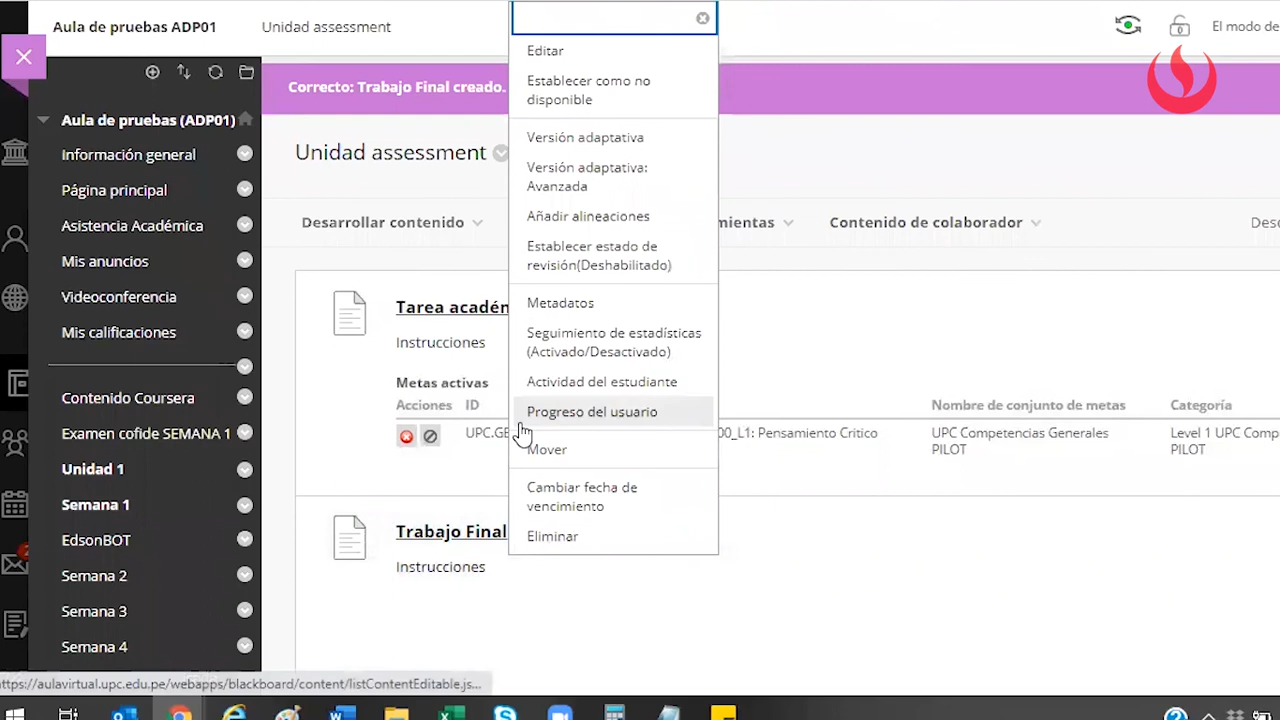 Aula de pruebas ADP01
Unidad assessment
El modo de
Correcto: Trabajo Final creado.
Aula de pruebas (ADP01)
Información general
Página principal
Asistencia Académica
Mis anuncios
Videoconferencia
Mis calificaciones
Contenido Coursera
Examen cofide SEMANA 1
Unidad 1
Semana 1
EdsonBOT
Semana 2
Semana 3
Semana 4
Unidad assessment
Desarrollar contenido
mientas
Contenido de colaborador
Desc
Editar
Establecer como no
disponible
Versión adaptativa
Versión adaptativa:
Avanzada
Añadir alineaciones
Establecer estado de
revisión(Deshabilitado)
Metadatos
Seguimiento de estadísticas
(Activado/Desactivado)
Actividad del estudiante
Progreso del usuario
Mover
Cambiar fecha de
vencimiento
Eliminar
Tarea académ
Instrucciones
Metas activas
Acciones ID Nombre de conjunto de metas Categoría
UPC.GE 00_L1: Pensamiento Critico UPC Competencias Generales Level 1 UPC Comp
PILOT PILOT
Trabajo Final
Instrucciones
https://aulavirtual.upc.edu.pe/webapps/blackboard/content/listContentEditable.js...